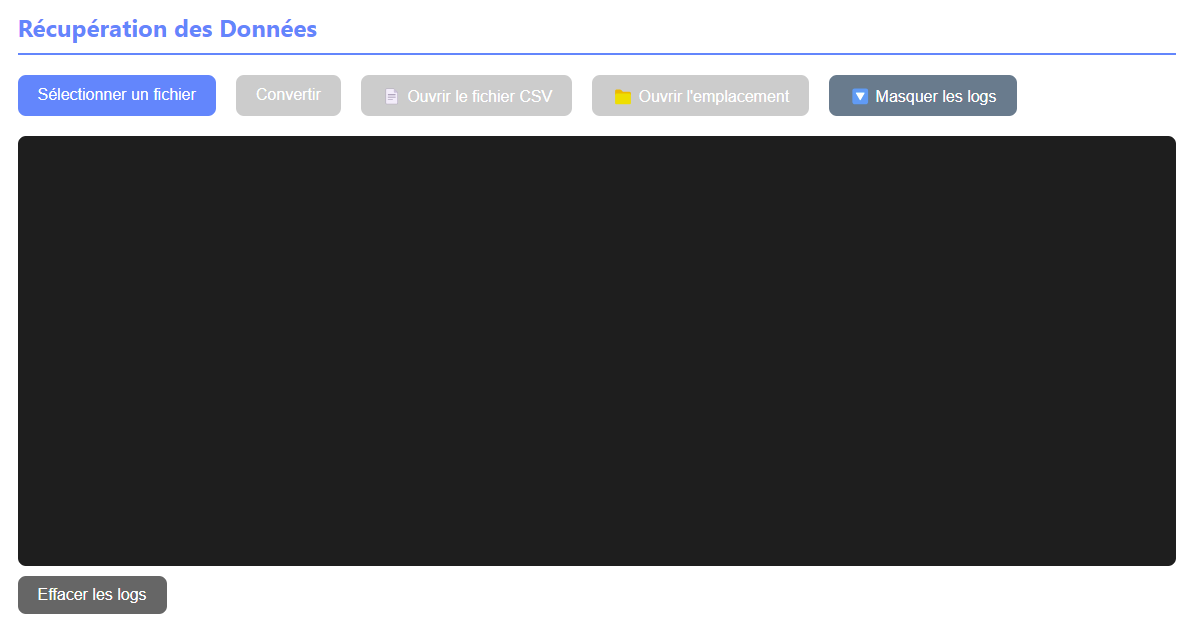 Récupération des Données
Sélectionner un fichier
Convertir
Ouvrir le fichier CSV
Ouvrir l'emplacement
Masquer les logs
Effacer les logs